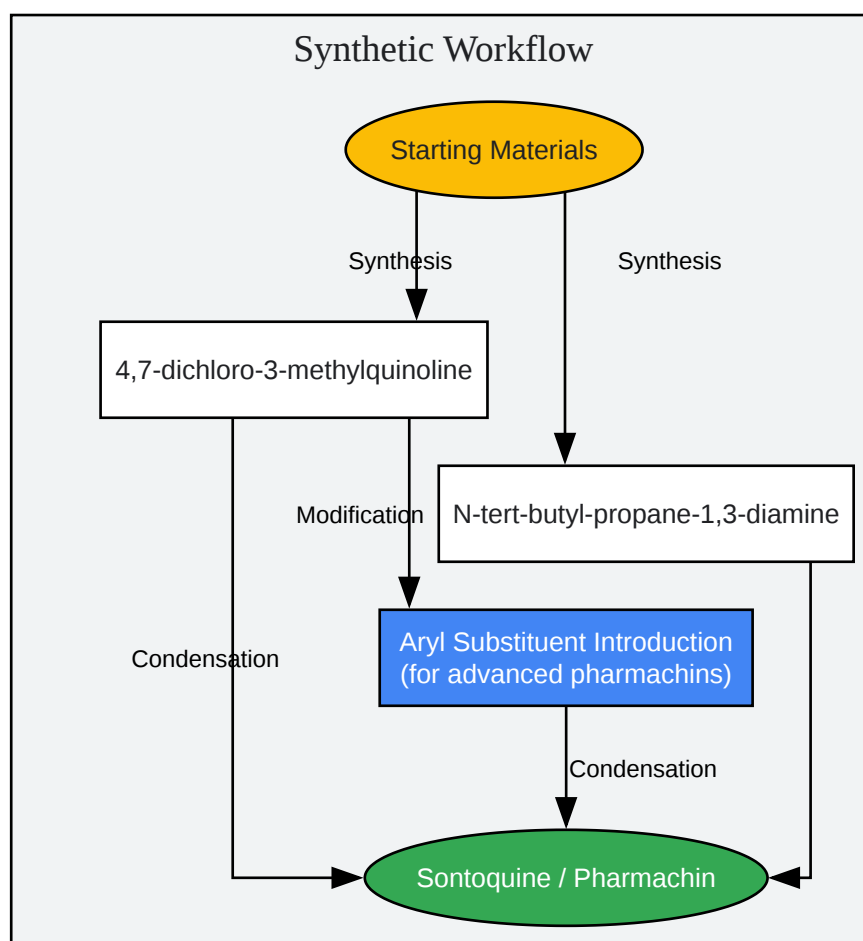 Synthetic Workflow
Starting Materials
Synthesis
Synthesis
4,7-dichloro-3-methylquinoline
Modification
N-tert-butyl-propane-1,3-diamine
Condensation
Aryl Substituent Introduction
(for advanced pharmachins)
Condensation
Sontoquine / Pharmachin